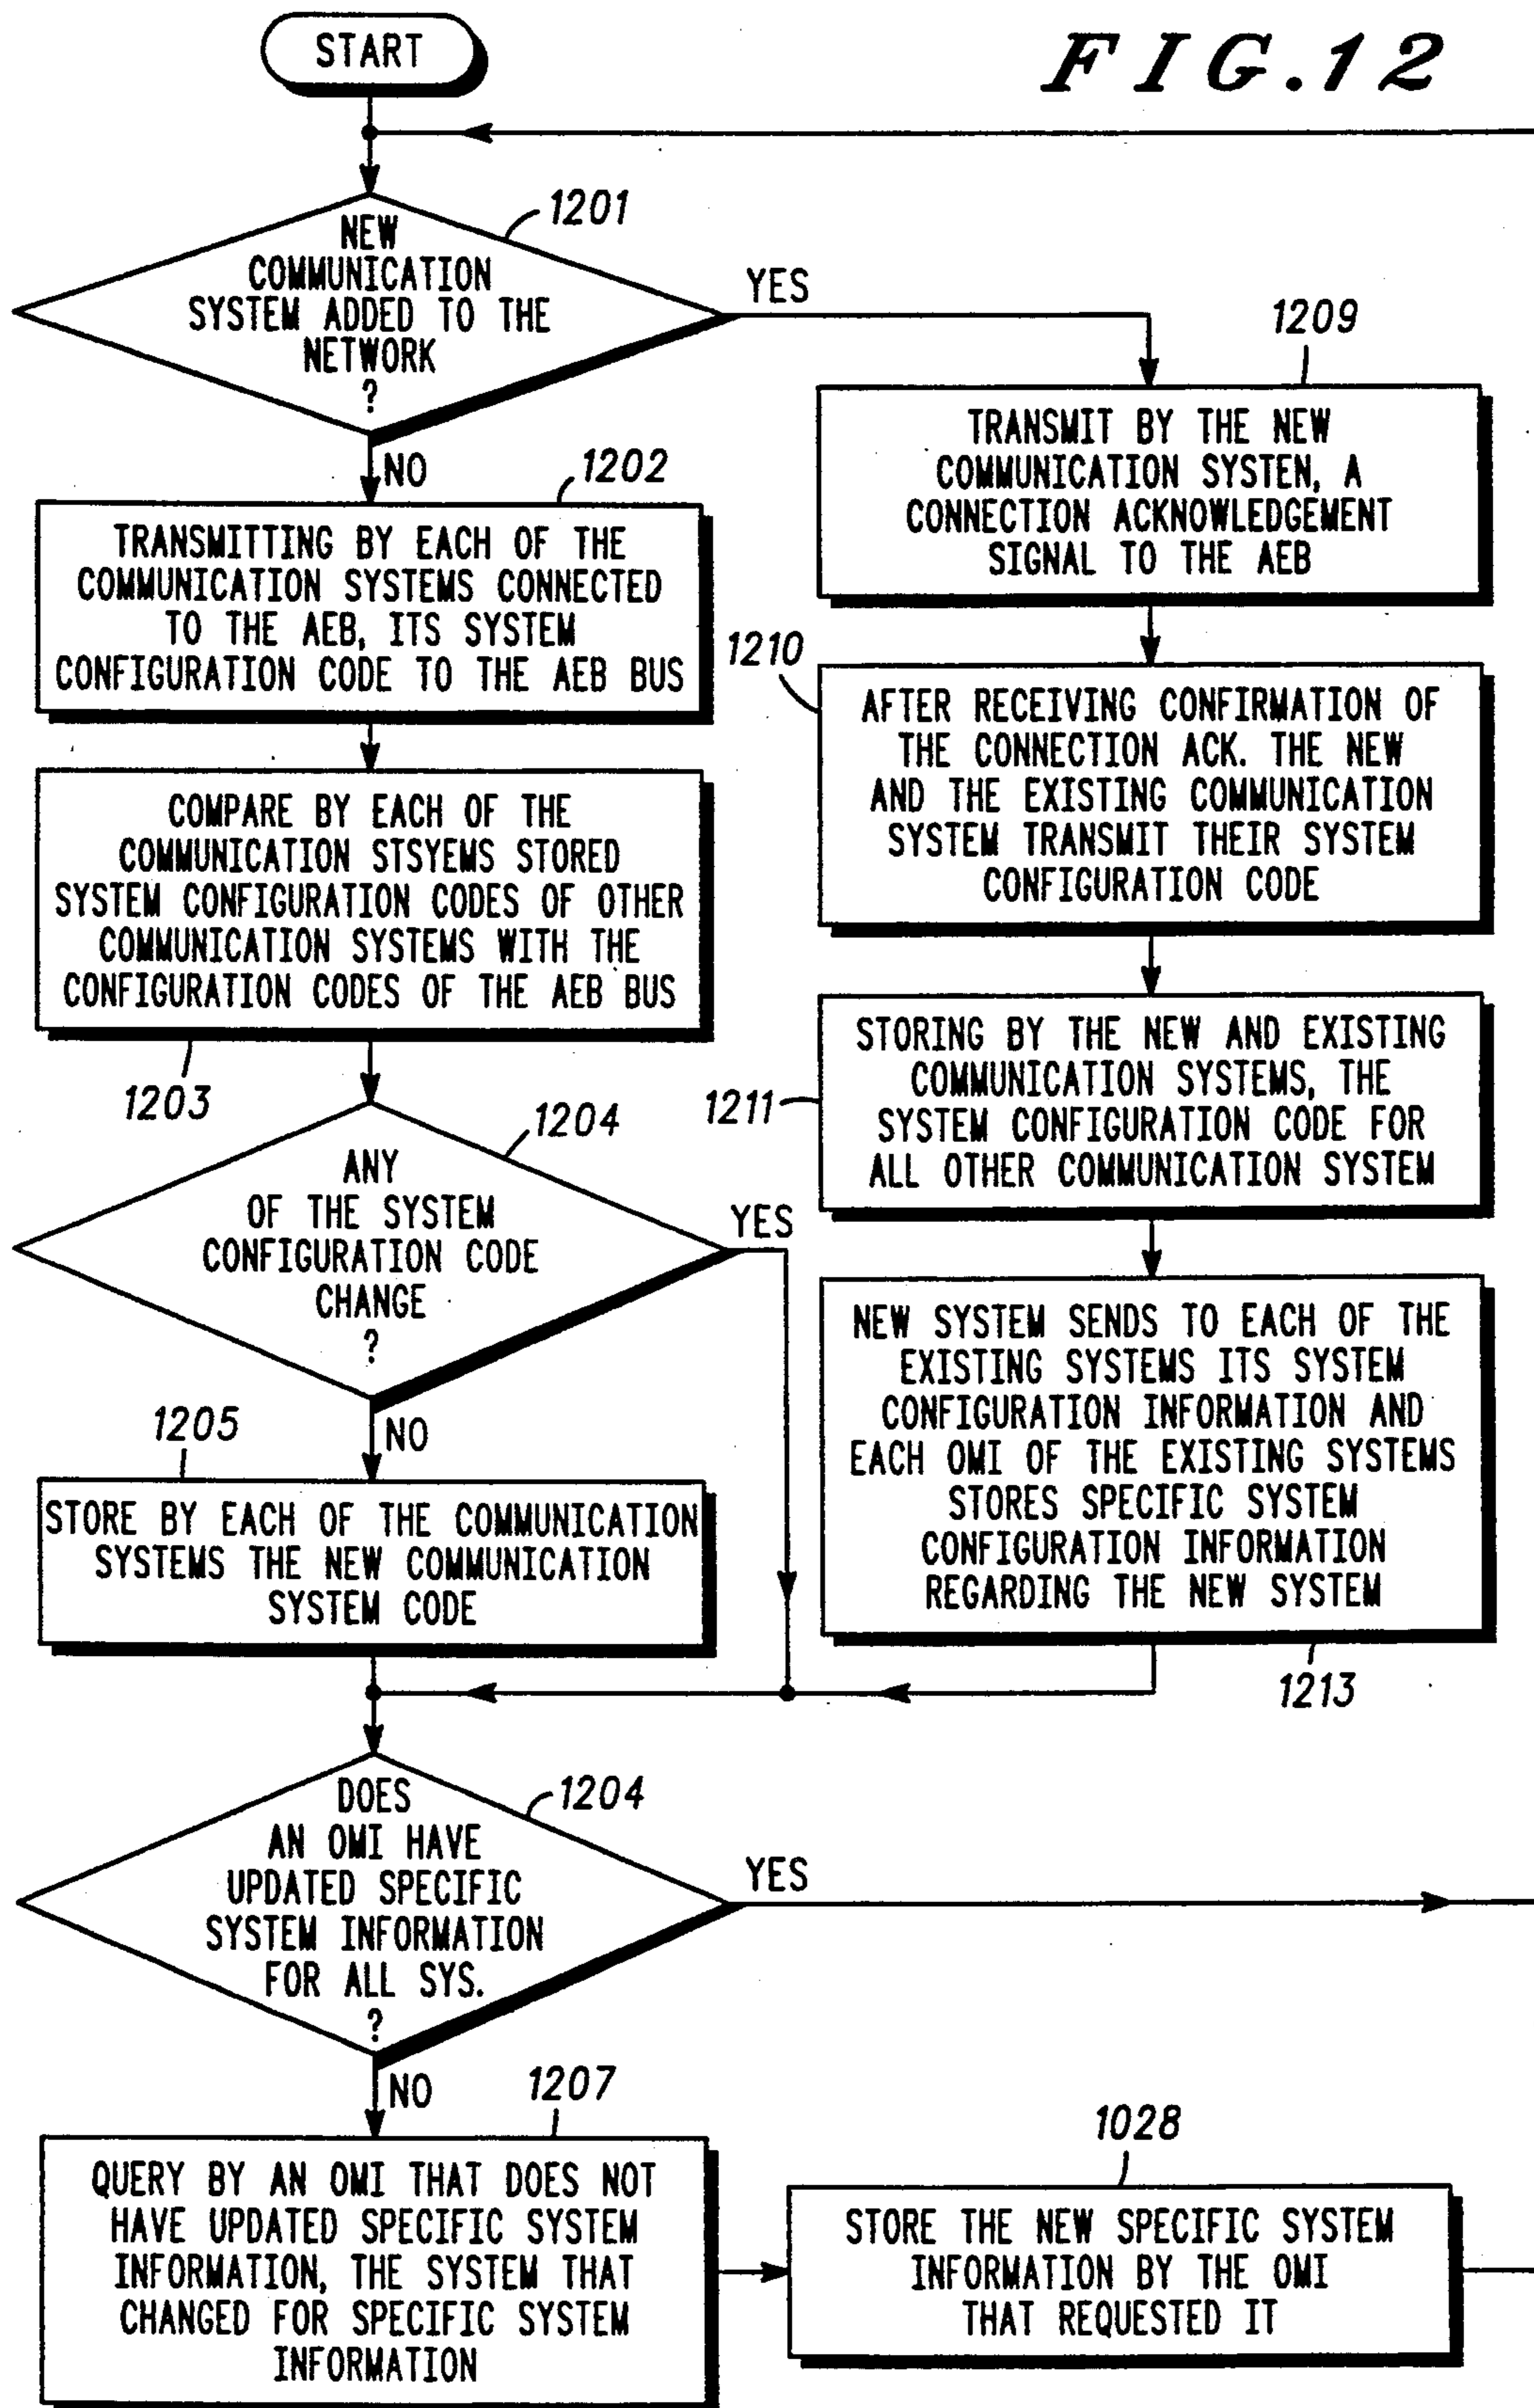 START
FIG.12
1201
NEW
COMMUNICATION
SYSTEM ADDED TO THE
NETWORK
?
YES
NO
1202
TRANSMITTING BY EACH OF THE
COMMUNICATION SYSTEMS CONNECTED
TO THE AEB, ITS SYSTEM
CONFIGURATION CODE TO THE AEB BUS
COMPARE BY EACH OF THE
COMMUNICATION STSYEMS STORED
SYSTEM CONFIGURATION CODES OF OTHER
COMMUNICATION SYSTEMS WITH THE
CONFIGURATION CODES OF THE AEB BUS
1203
1204
ANY
OF THE SYSTEM
CONFIGURATION CODE
CHANGE
?
YES
NO
1205
STORE BY EACH OF THE COMMUNICATION
SYSTEMS THE NEW COMMUNICATION
SYSTEM CODE
1209
TRANSMIT BY THE NEW
COMMUNICATION SYSTEN, A
CONNECTION ACKNOWLEDGEMENT
SIGNAL TO THE AEB
1210
AFTER RECEIVING CONFIRMATION OF
THE CONNECTION ACK. THE NEW
AND THE EXISTING COMMUNICATION
SYSTEM TRANSMIT THEIR SYSTEM
CONFIGURATION CODE
1211
STORING BY THE NEW AND EXISTING
COMMUNICATION SYSTEMS, THE
SYSTEM CONFIGURATION CODE FOR
ALL OTHER COMMUNICATION SYSTEM
NEW SYSTEM SENDS TO EACH OF THE
EXISTING SYSTEMS ITS SYSTEM
CONFIGURATION INFORMATION AND
EACH OMI OF THE EXISTING SYSTEMS
STORES SPECIFIC SYSTEM
CONFIGURATION INFORMATION
REGARDING THE NEW SYSTEM
1213
1204
DOES
AN OMI HAVE
UPDATED SPECIFIC
SYSTEM INFORMATION
FOR ALL SYS.
?
YES
NO
1207
QUERY BY AN OMI THAT DOES NOT
HAVE UPDATED SPECIFIC SYSTEM
INFORMATION, THE SYSTEM THAT
CHANGED FOR SPECIFIC SYSTEM
INFORMATION
1028
STORE THE NEW SPECIFIC SYSTEM
INFORMATION BY THE OMI
THAT REQUESTED IT